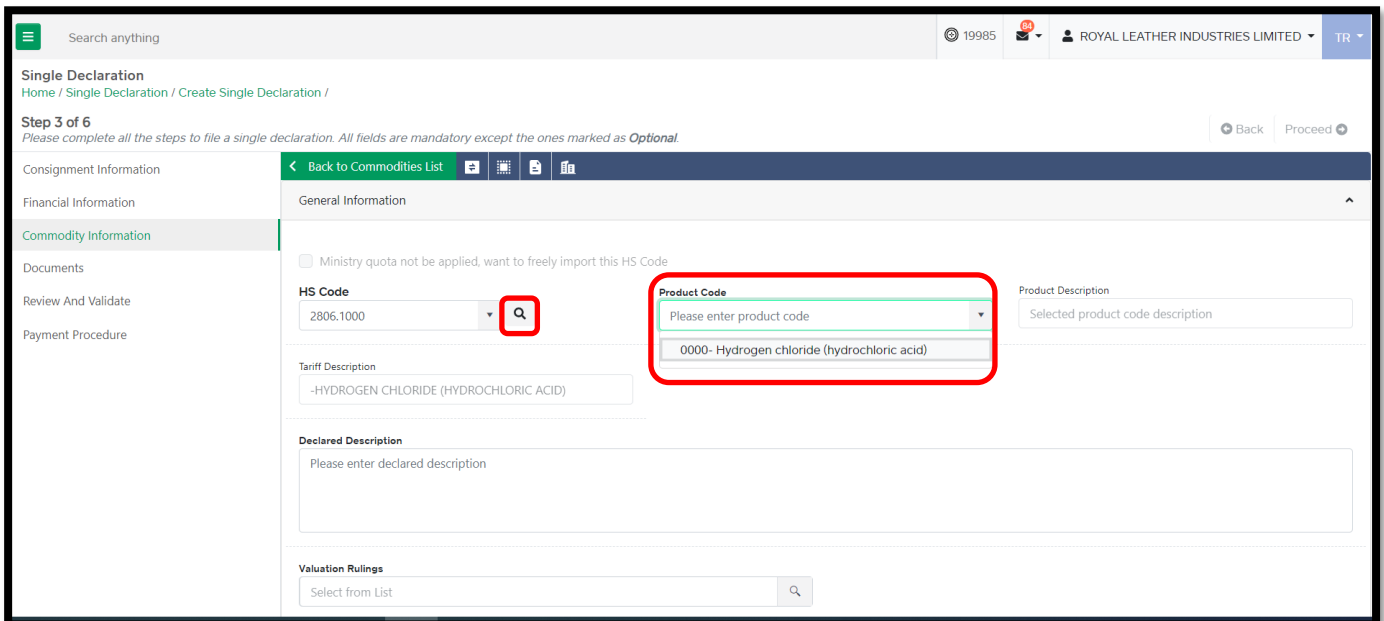 Search anything
19985
84
ROYAL LEATHER INDUSTRIES LIMITED
TR
Single Declaration
Home / Single Declaration / Create Single Declaration /
Step 3 of 6
Please complete all the steps to file a single declaration. All fields are mandatory except the ones marked as Optional.
Back
Proceed
Consignment Information
Financial Information
Commodity Information
Documents
Review And Validate
Payment Procedure
Back to Commodities List
General Information
Ministry quota not be applied, want to freely import this HS Code
HS Code
2806.1000
Product Code
Please enter product code
0000- Hydrogen chloride (hydrochloric acid)
Product Description
Selected product code description
Tariff Description
-HYDROGEN CHLORIDE (HYDROCHLORIC ACID)
Declared Description
Please enter declared description
Valuation Rulings
Select from List